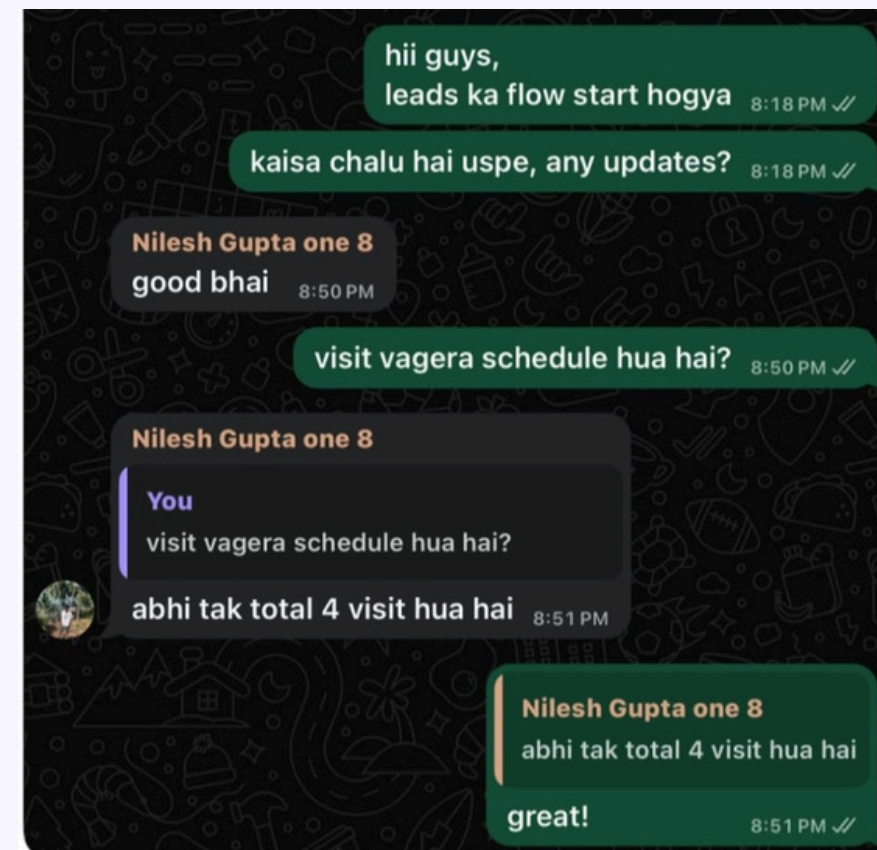 hii guys,
leads ka flow start hogya 8:18 PM
kaisa chalu hai uspe, any updates? 8:18 PM
Nilesh Gupta one 8
good bhai 8:50 PM
visit vagera schedule hua hai? 8:50 PM
Nilesh Gupta one 8
You
visit vagera schedule hua hai?
abhi tak total 4 visit hua hai 8:51 PM
Nilesh Gupta one 8
abhi tak total 4 visit hua hai
great! 8:51 PM